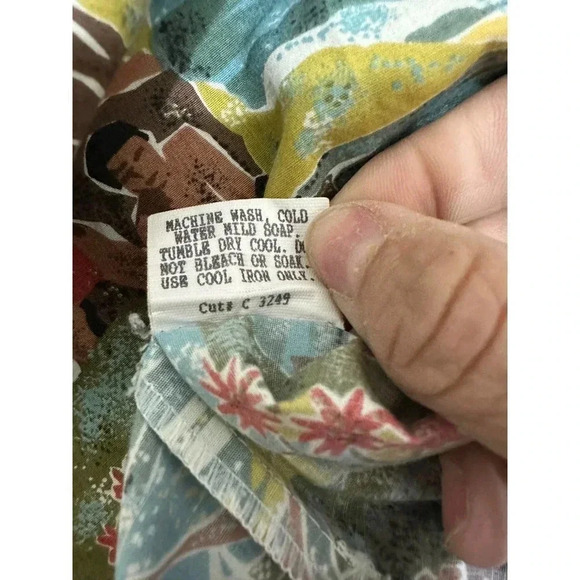 MACHINE WASH, COLD
WATER MILD SOAP.
TUMBLE DRY COOL. DO
NOT BLEACH OR SOAK.
USE COOL IRON ONLY.
Cut# C 3249